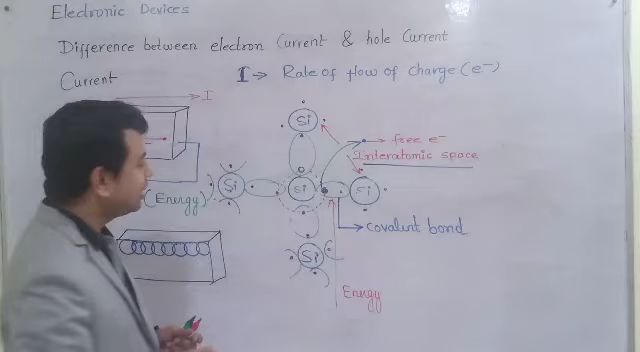 Electronic Devices
Difference between electron Current & hole Current
Current
I → Rate of flow of charge (e-)
→ I
Si
→ free e-
Interatomic space
Si
Si
Si
(Energy)
→ covalent bond
Si
Energy